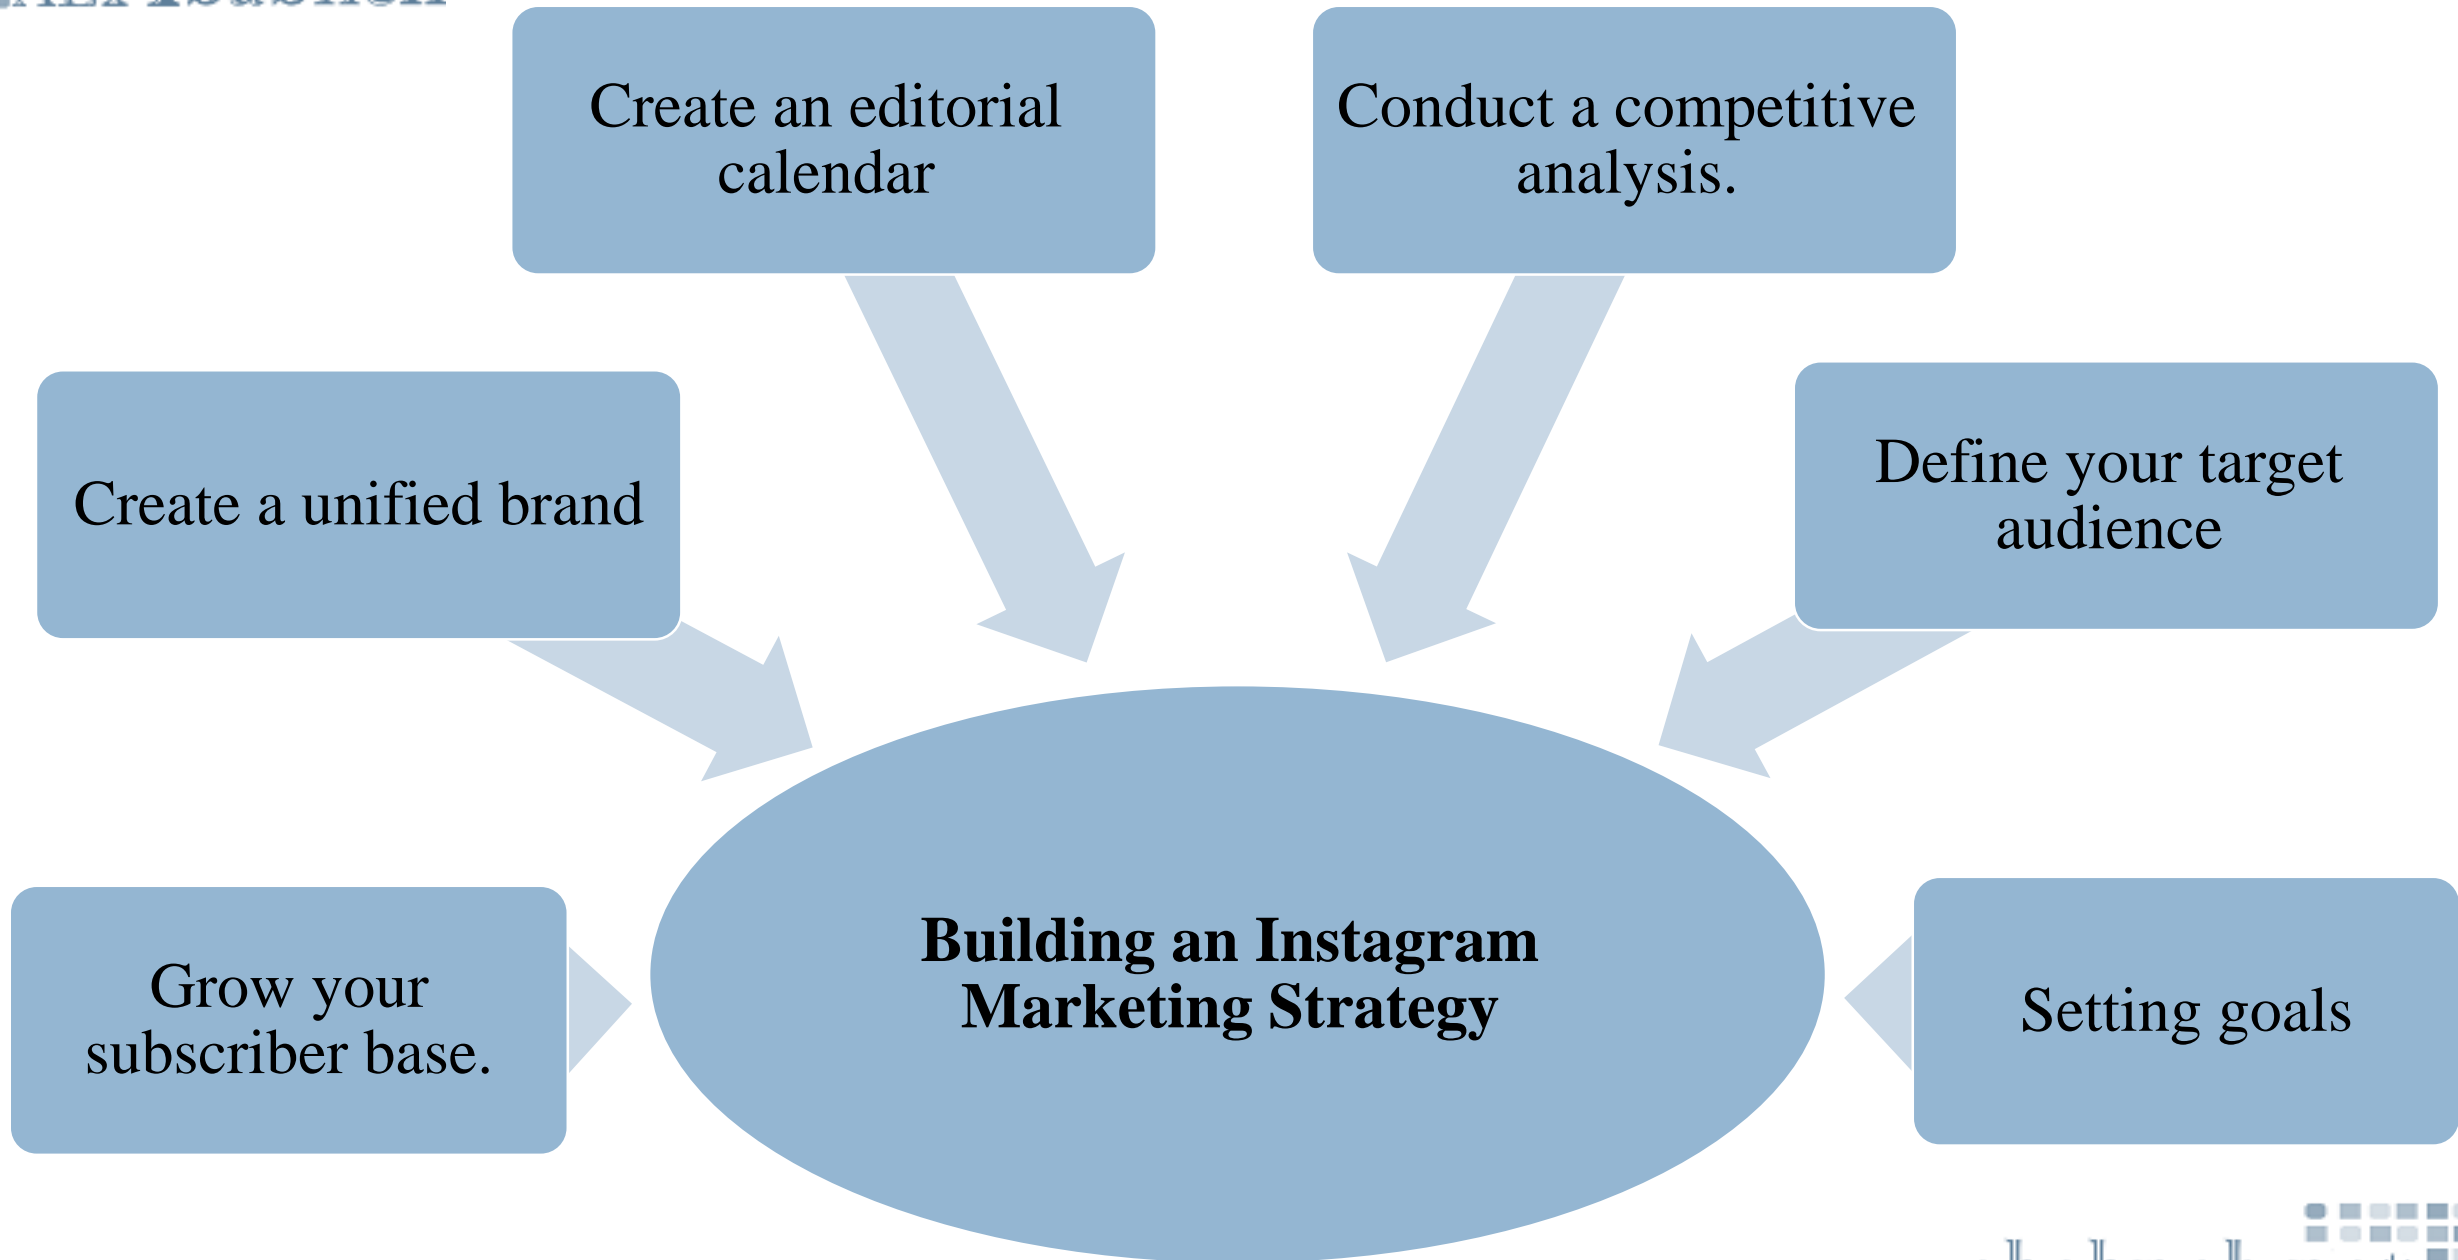 Create an editorial
calendar
Conduct a competitive
analysis.
Create a unified brand
Define your target
audience
Grow your
subscriber base.
Building an Instagram
Marketing Strategy
Setting goals